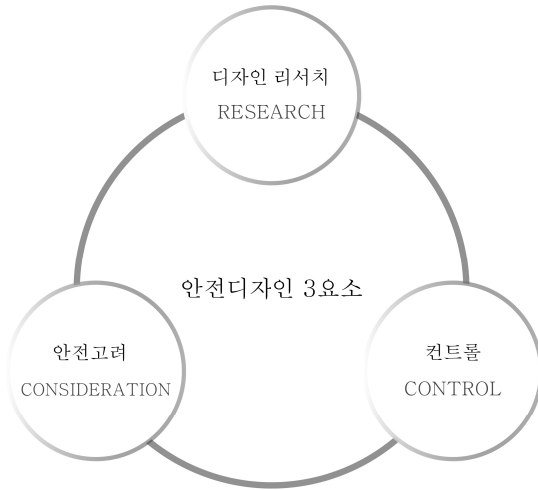 디자인 리서치
RESEARCH
안전디자인 3요소
안전고려
CONSIDERATION
컨트롤
CONTROL